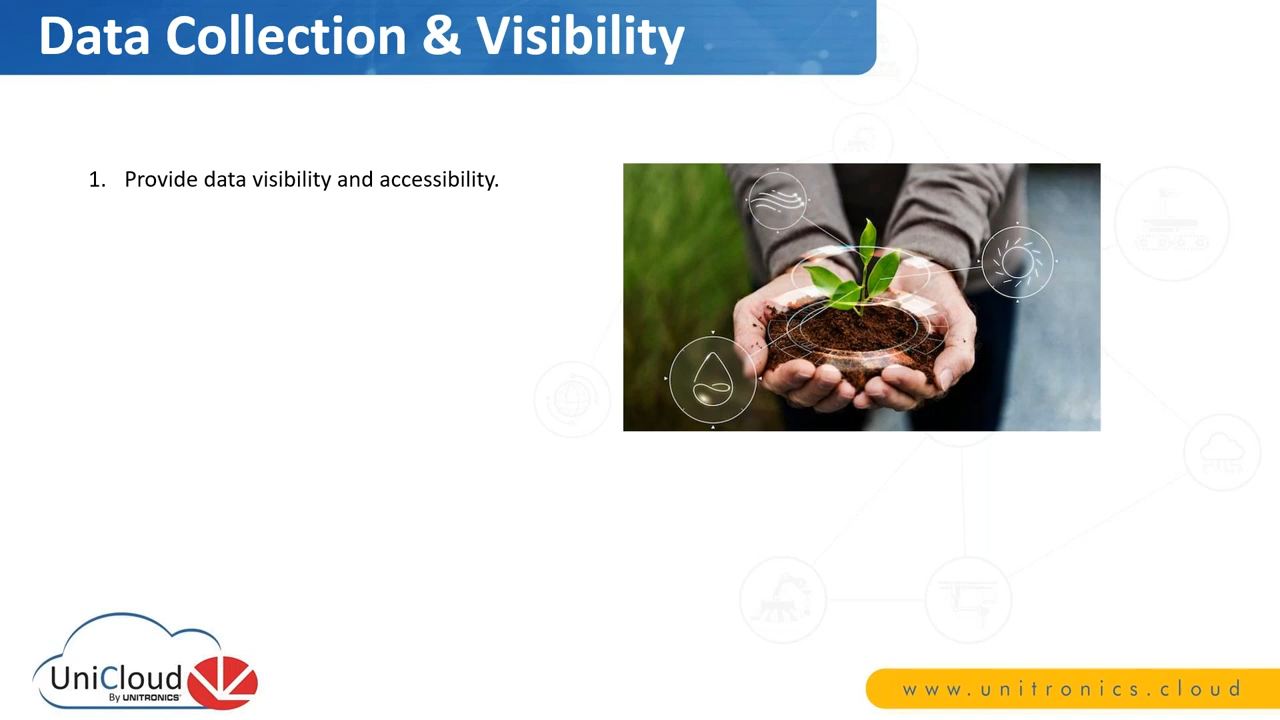 Data Collection & Visibility
1. Provide data visibility and accessibility.
UniCloud
By UNITRONICS
www.unitronics.cloud